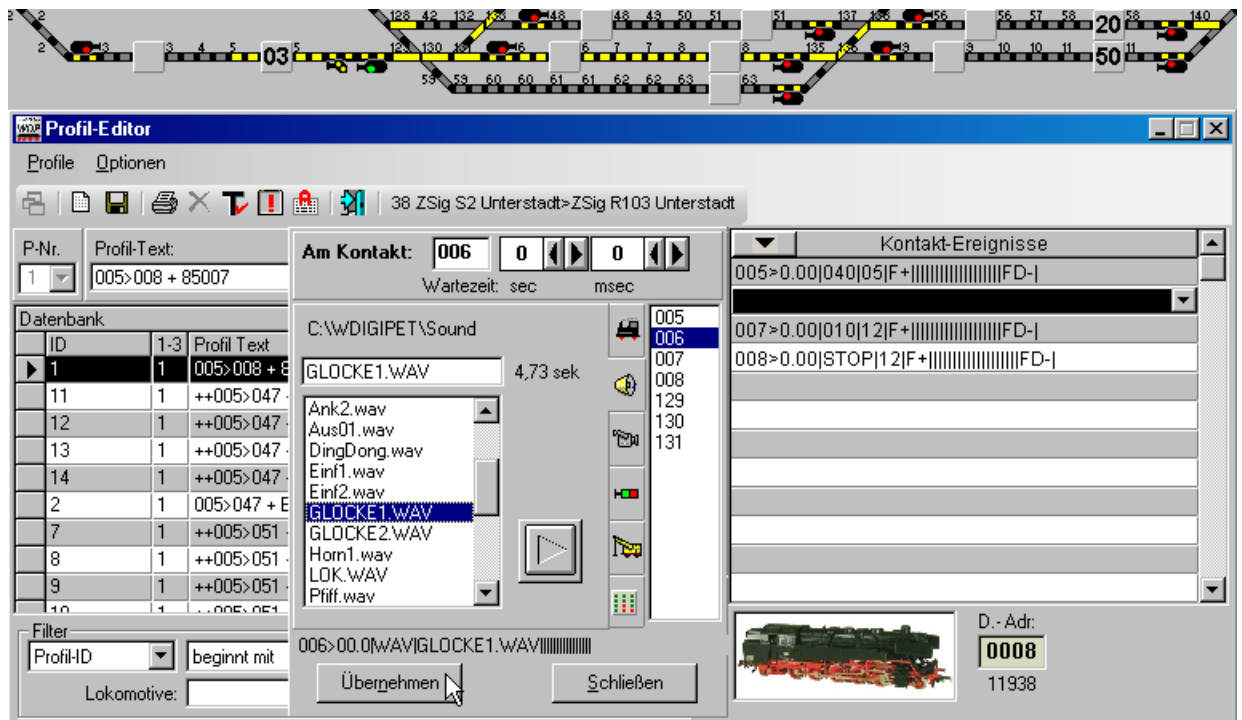 2 2 128 42 132 133 48 48 49 50 51 51 137 56 56 57 58 20 58 140
2 3 3 4 5 03 5 130 131 6 6 7 7 8 8 135 9 9 10 10 11 50 11
59 59 60 60 61 61 62 62 63 63
Profil-Editor
Profile Optionen
38 ZSig S2 Unterstadt>ZSig R103 Unterstadt
P-Nr. Profil-Text: Am Kontakt: 006 0 0 Kontakt-Ereignisse
1 005>008 + 85007 Wartezeit: sec msec 005>0.00|040|05|F+||||||||||||||||||||FD-|
Datenbank C:\WDIGIPET\Sound 005
ID 1-3 Profil Text 006 007>0.00|010|12|F+||||||||||||||||||||FD-|
1 1 005>008 + 8 GLOCKE1.WAV 4,73 sek 007 008>0.00|STOP|12|F+||||||||||||||||||||FD-|
11 1 ++005>047 - Ank2.wav 008
12 1 ++005>047 - Aus01.wav 129
13 1 ++005>047 - DingDong.wav 130
14 1 ++005>047 - Einf1.wav 131
2 1 005>047 + E Einf2.wav
7 1 ++005>051 - GLOCKE1.WAV
8 1 ++005>051 - GLOCKE2.WAV
9 1 ++005>051 - Horn1.wav
10 1 ++005>051 LOK.WAV
Pfiff.wav
Filter 006>00.0|WAV|GLOCKE1.WAV||||||||||||||| D.- Adr:
Profil-ID beginnt mit 0008
Lokomotive: Übernehmen Schließen 11938